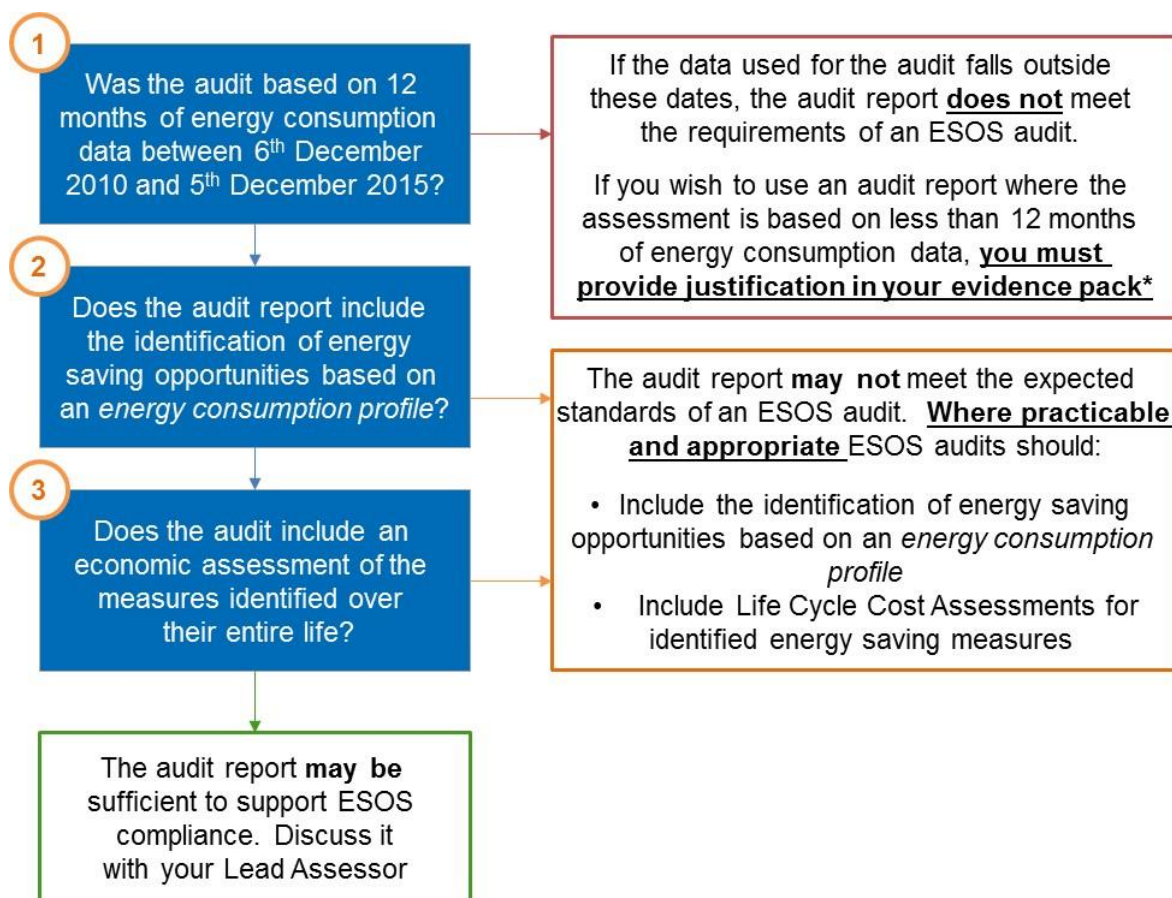 1
Was the audit based on 12
months of energy consumption
data between 6th December
2010 and 5th December 2015?
If the data used for the audit falls outside
these dates, the audit report does not meet
the requirements of an ESOS audit.
If you wish to use an audit report where the
assessment is based on less than 12 months
of energy consumption data, you must
provide justification in your evidence pack*
2
Does the audit report include
the identification of energy
saving opportunities based on
an energy consumption profile?
The audit report may not meet the expected
standards of an ESOS audit. Where practicable
and appropriate ESOS audits should:
• Include the identification of energy saving
opportunities based on an energy consumption
profile
• Include Life Cycle Cost Assessments for
identified energy saving measures
3
Does the audit include an
economic assessment of the
measures identified over
their entire life?
The audit report may be
sufficient to support ESOS
compliance. Discuss it
with your Lead Assessor